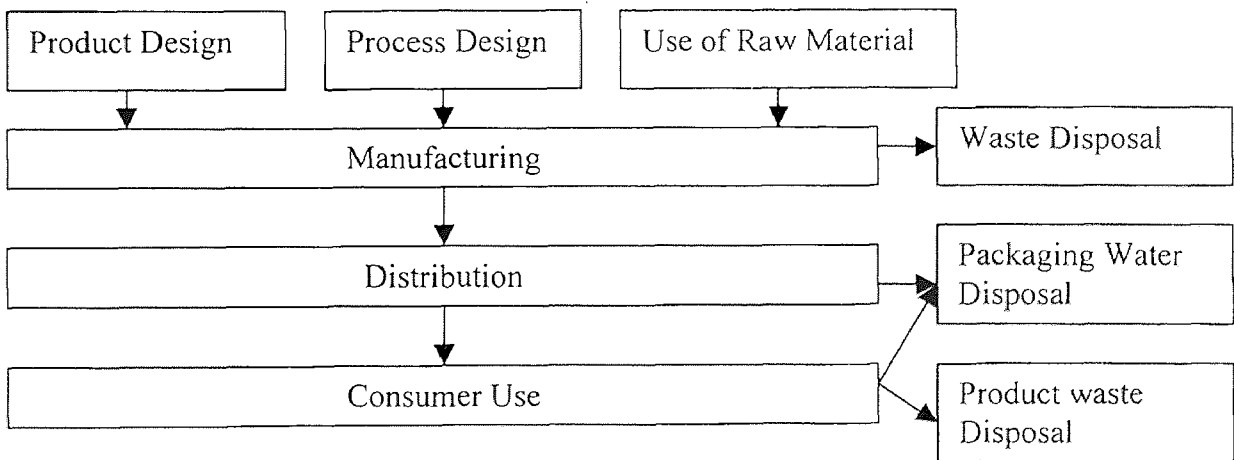 Product Design
Process Design
Use of Raw Material
Manufacturing
Waste Disposal
Distribution
Packaging Water
Disposal
Consumer Use
Product waste
Disposal